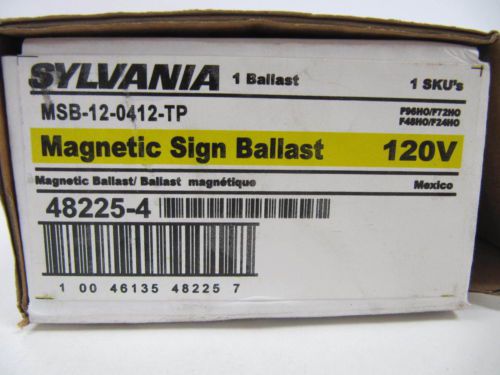 SYLVANIA 1 Ballast 1 SKU's
MSB-12-0412-TP F96HO/F72HO
F48HO/F24HO
Magnetic Sign Ballast 120V
Magnetic Ballast/ Ballast magnétique Mexico
48225-4
1 00 46135 48225 7